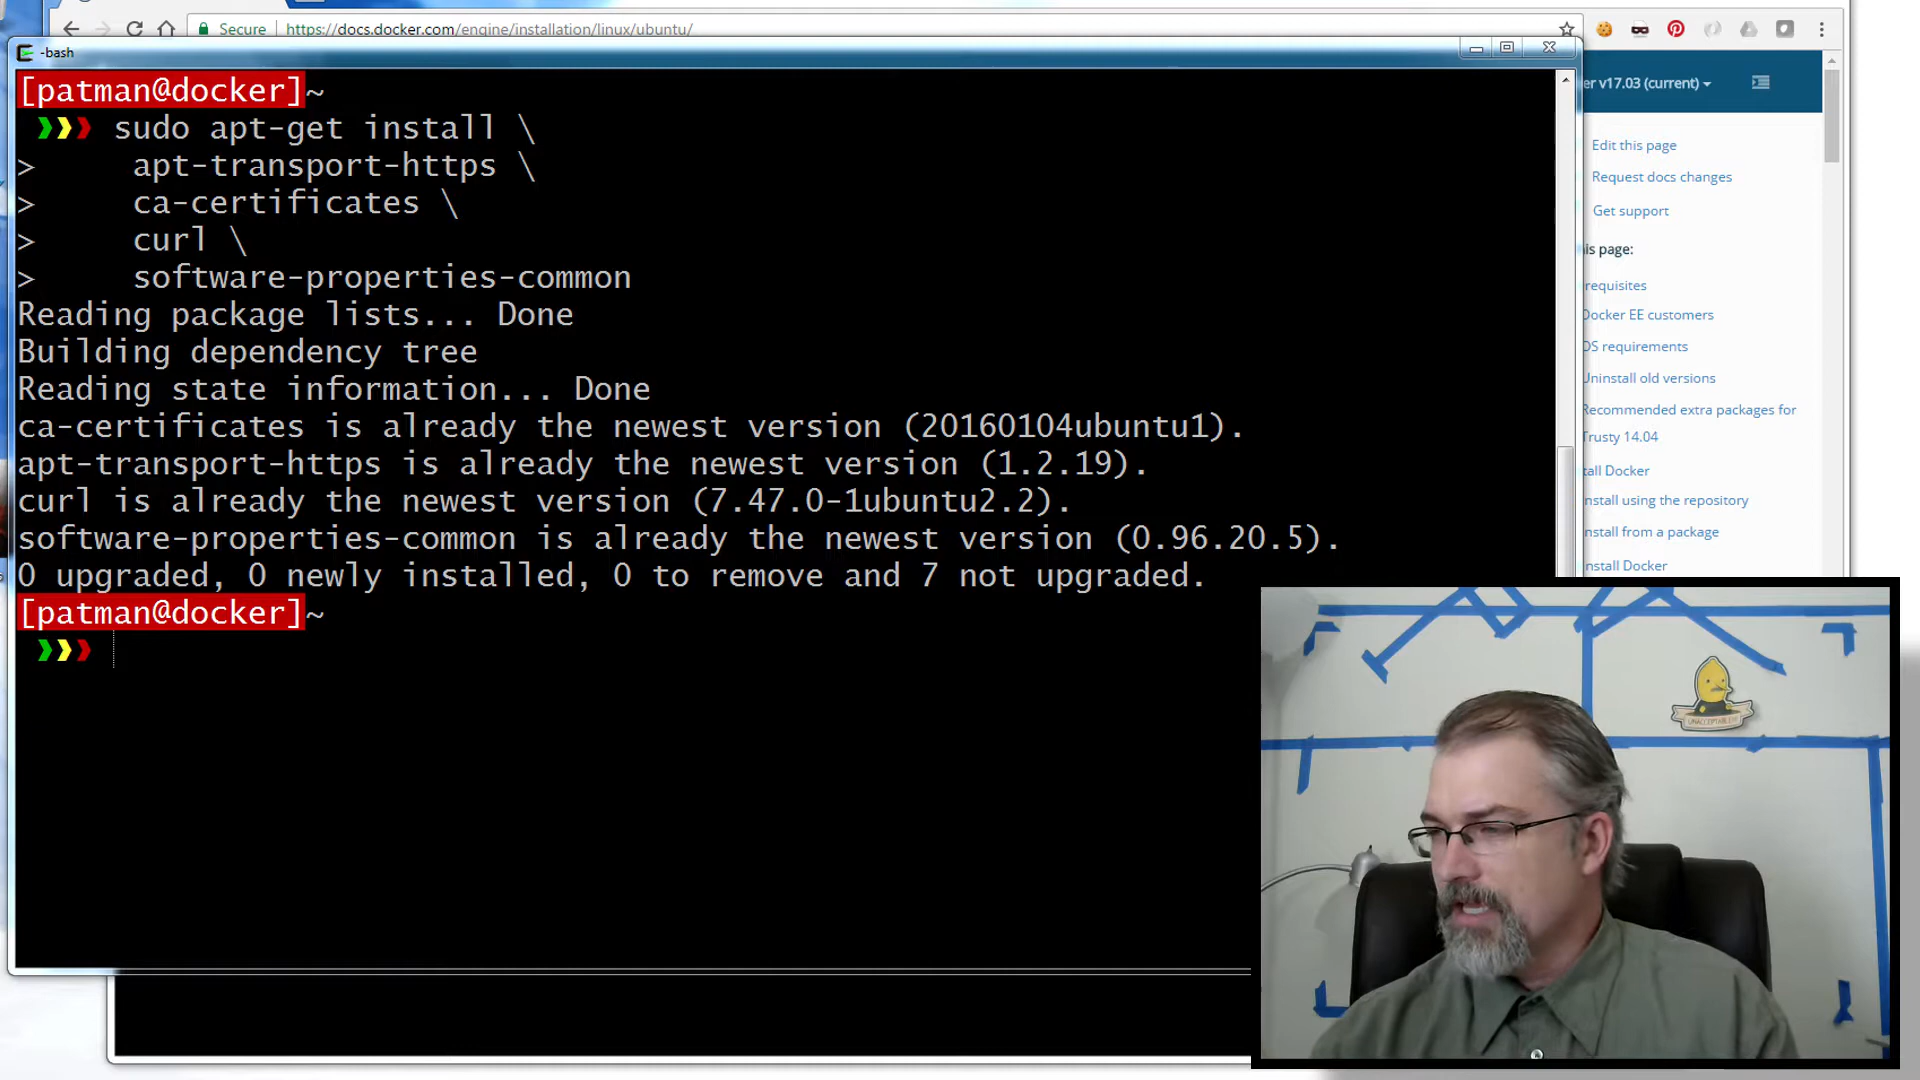 Secure https://docs.docker.com/engine/installation/linux/ubuntu/
-bash
er v17.03 (current)
[patman@docker]~
sudo apt-get install \
> apt-transport-https \
> ca-certificates \
> curl \
> software-properties-common
Reading package lists... Done
Building dependency tree
Reading state information... Done
ca-certificates is already the newest version (20160104ubuntu1).
apt-transport-https is already the newest version (1.2.19).
curl is already the newest version (7.47.0-1ubuntu2.2).
software-properties-common is already the newest version (0.96.20.5).
0 upgraded, 0 newly installed, 0 to remove and 7 not upgraded.
[patman@docker]~
Edit this page
Request docs changes
Get support
his page:
requisites
Docker EE customers
OS requirements
Uninstall old versions
Recommended extra packages for
Trusty 14.04
tall Docker
nstall using the repository
nstall from a package
nstall Docker
UNACCEPTABLE!!!